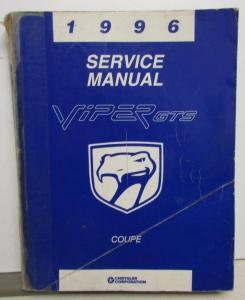 1996
SERVICE
MANUAL
VIPER GTS
COUPE
CHRYSLER
CORPORATION